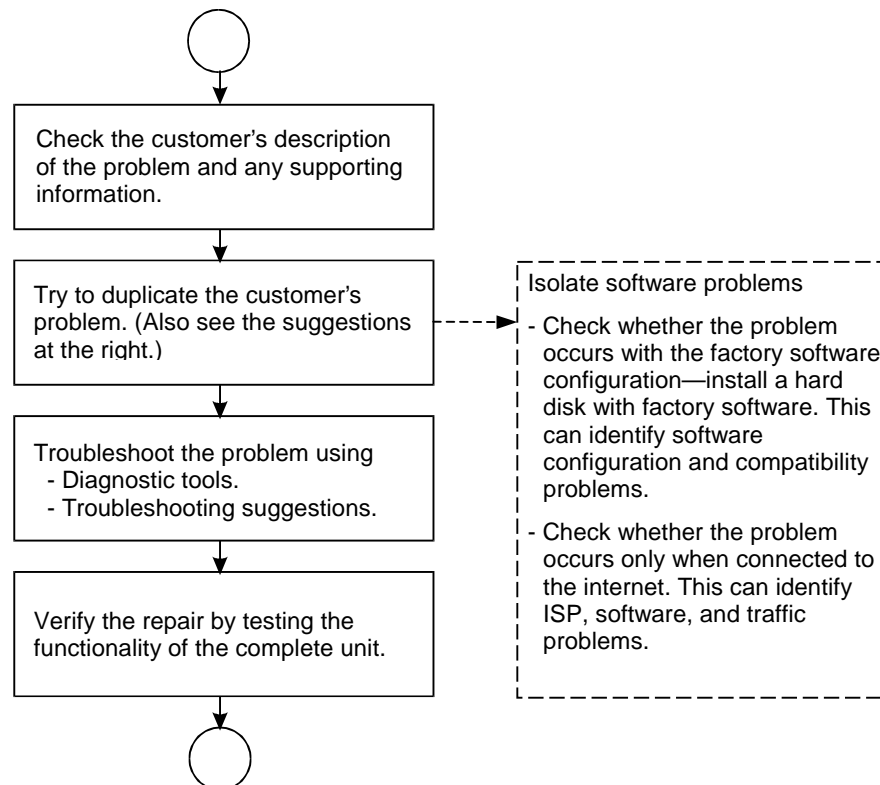 Check the customer’s description
of the problem and any supporting
information.
Try to duplicate the customer’s
problem. (Also see the suggestions
at the right.)
Troubleshoot the problem using
- Diagnostic tools.
- Troubleshooting suggestions.
Verify the repair by testing the
functionality of the complete unit.
Isolate software problems
- Check whether the problem
occurs with the factory software
configuration—install a hard
disk with factory software. This
can identify software
configuration and compatibility
problems.
- Check whether the problem
occurs only when connected to
the internet. This can identify
ISP, software, and traffic
problems.